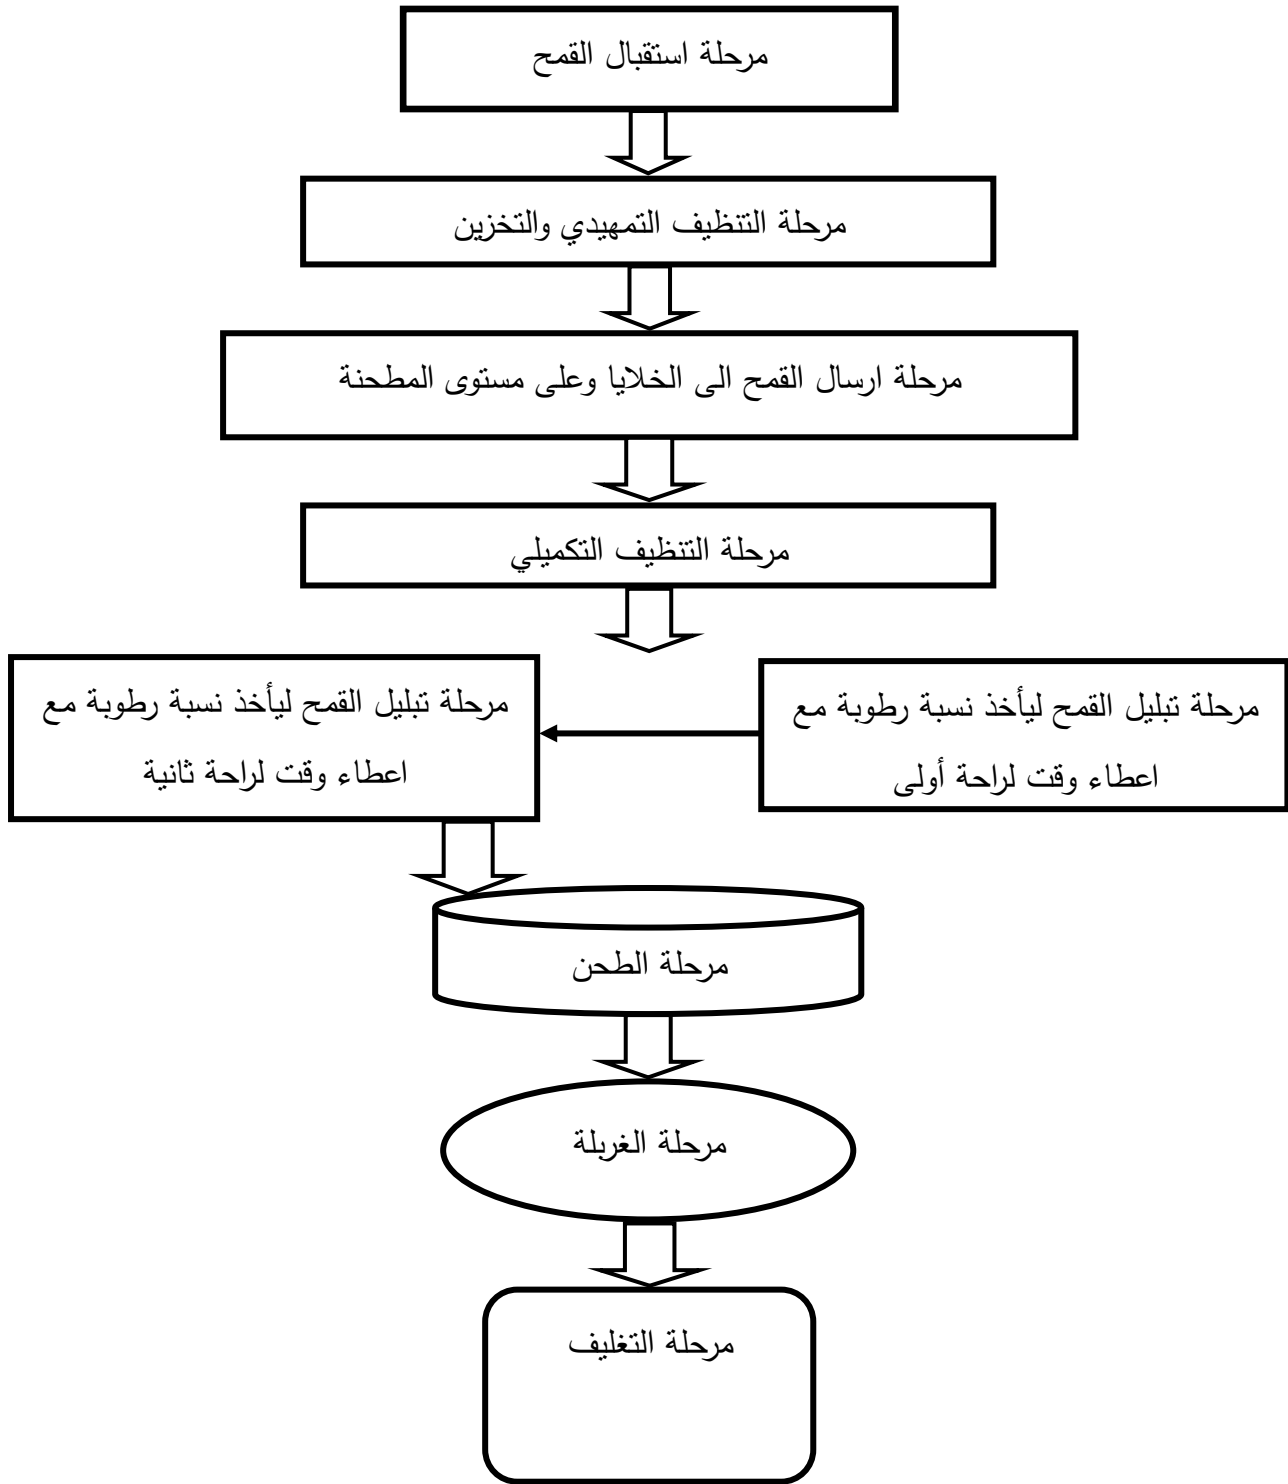 مرحلة استقبال القمح
مرحلة التنظيف التمهيدي والتخزين
مرحلة ارسال القمح الى الخلايا وعلى مستوى المطحنة
مرحلة التنظيف التكميلي
مرحلة تبليل القمح ليأخذ نسبة رطوبة مع
اعطاء وقت لراحة أولى
مرحلة تبليل القمح ليأخذ نسبة رطوبة مع
اعطاء وقت لراحة ثانية
مرحلة الطحن
مرحلة الغربلة
مرحلة التغليف